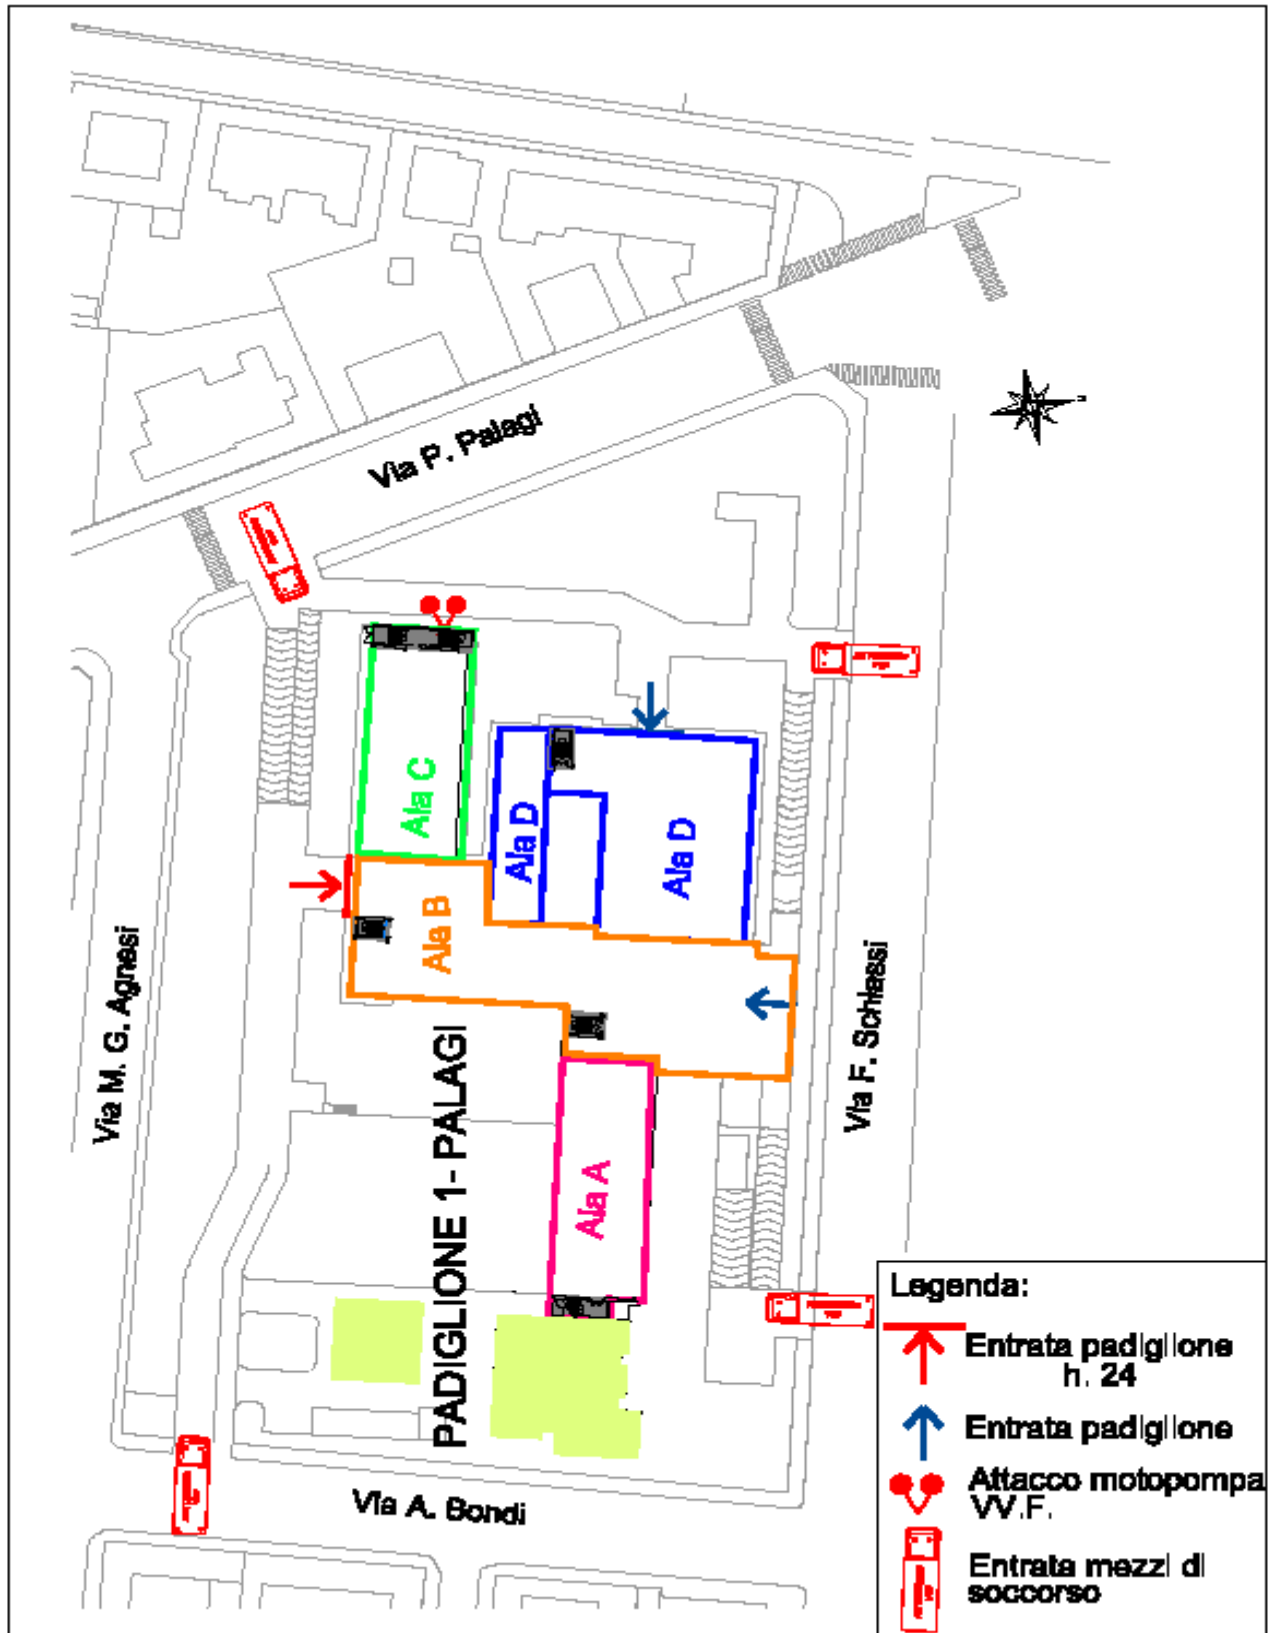 Via P. Palagi
Ala C
Ala D
Ala D
Ala B
Via M. G. Agnesi
Via F. Schiassi
PADIGLIONE 1- PALAGI
Ala A
Via A. Bondi
Legenda:
Entrata padiglione
h. 24
Entrata padiglione
Attacco motopompa
VV.F.
Entrata mezzi di
soccorso